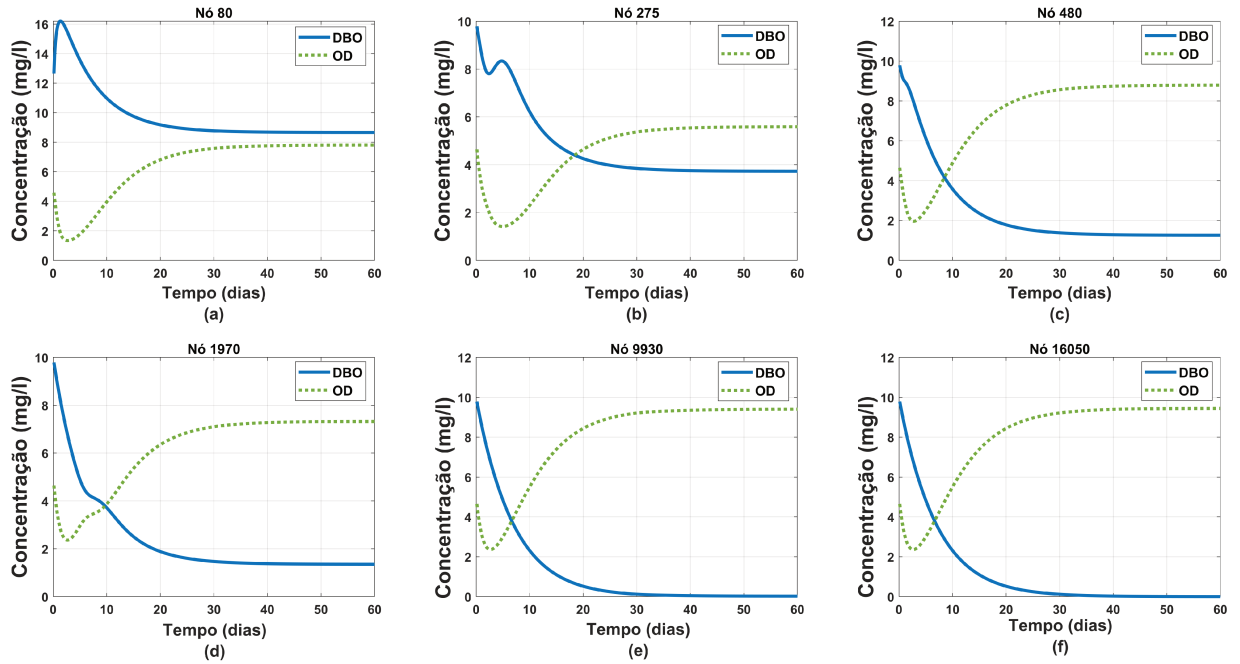 Nó 80
Concentração (mg/l)
16
14
12
10
8
6
4
2
0
0 10 20 30 40 50 60
DBO
OD
Tempo (dias)
(a)
Nó 275
Concentração (mg/l)
10
8
6
4
2
0
0 10 20 30 40 50 60
DBO
OD
Tempo (dias)
(b)
Nó 480
Concentração (mg/l)
12
10
8
6
4
2
0
0 10 20 30 40 50 60
DBO
OD
Tempo (dias)
(c)
Nó 1970
Concentração (mg/l)
10
8
6
4
2
0
0 10 20 30 40 50 60
DBO
OD
Tempo (dias)
(d)
Nó 9930
Concentração (mg/l)
12
10
8
6
4
2
0
0 10 20 30 40 50 60
DBO
OD
Tempo (dias)
(e)
Nó 16050
Concentração (mg/l)
12
10
8
6
4
2
0
0 10 20 30 40 50 60
DBO
OD
Tempo (dias)
(f)